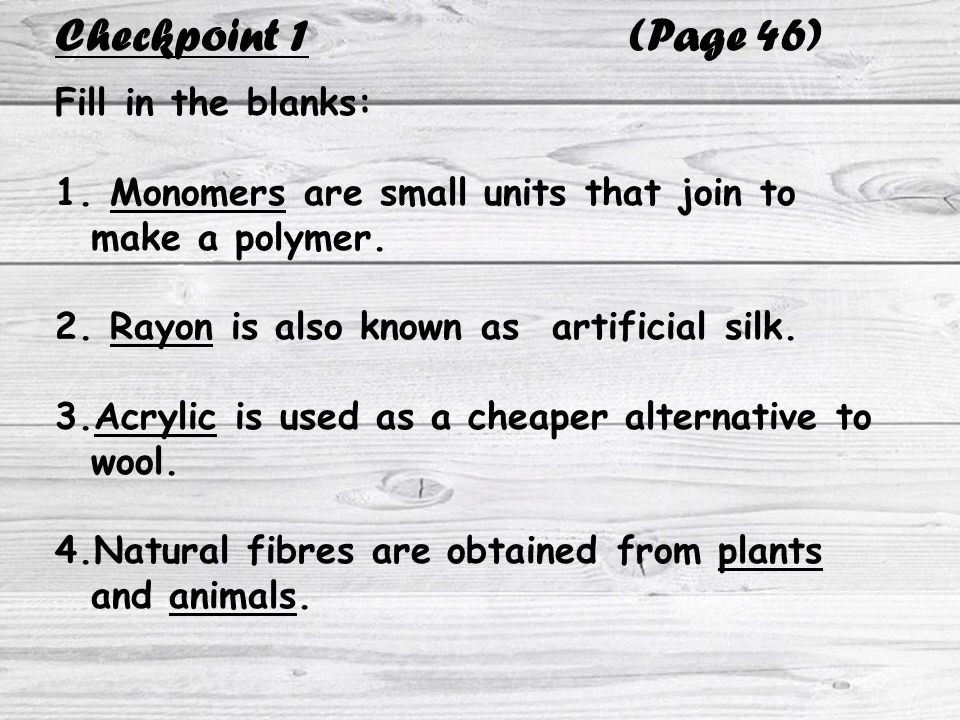 Checkpoint 1 (Page 46)
Fill in the blanks:
1. Monomers are small units that join to
make a polymer.
2. Rayon is also known as artificial silk.
3.Acrylic is used as a cheaper alternative to
wool.
4.Natural fibres are obtained from plants
and animals.